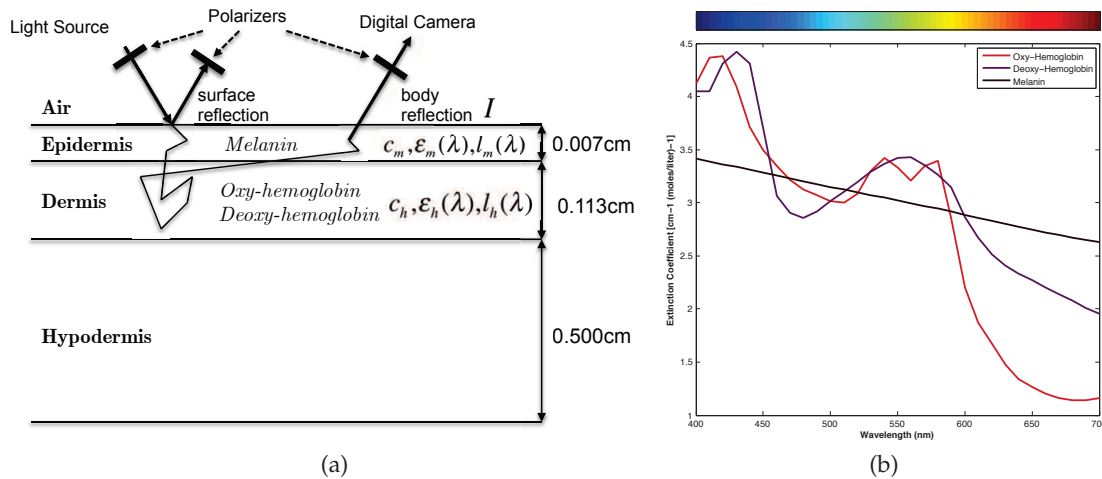 Polarizers
Light Source
Digital Camera
surface
reflection
body
reflection I
Air
Epidermis
Melanin
c_m,ε_m(λ),l_m(λ)
0.007cm
Dermis
Oxy-hemoglobin
Deoxy-hemoglobin
c_h,ε_h(λ),l_h(λ)
0.113cm
Hypodermis
0.500cm
(a)
Oxy−Hemoglobin
Deoxy−Hemoglobin
Melanin
Extinction Coefficient [cm−1 (moles/liter)−1]
4.5
4
3.5
3
2.5
2
1.5
1
400
450
500
550
600
650
70
Wavelength (nm)
(b)